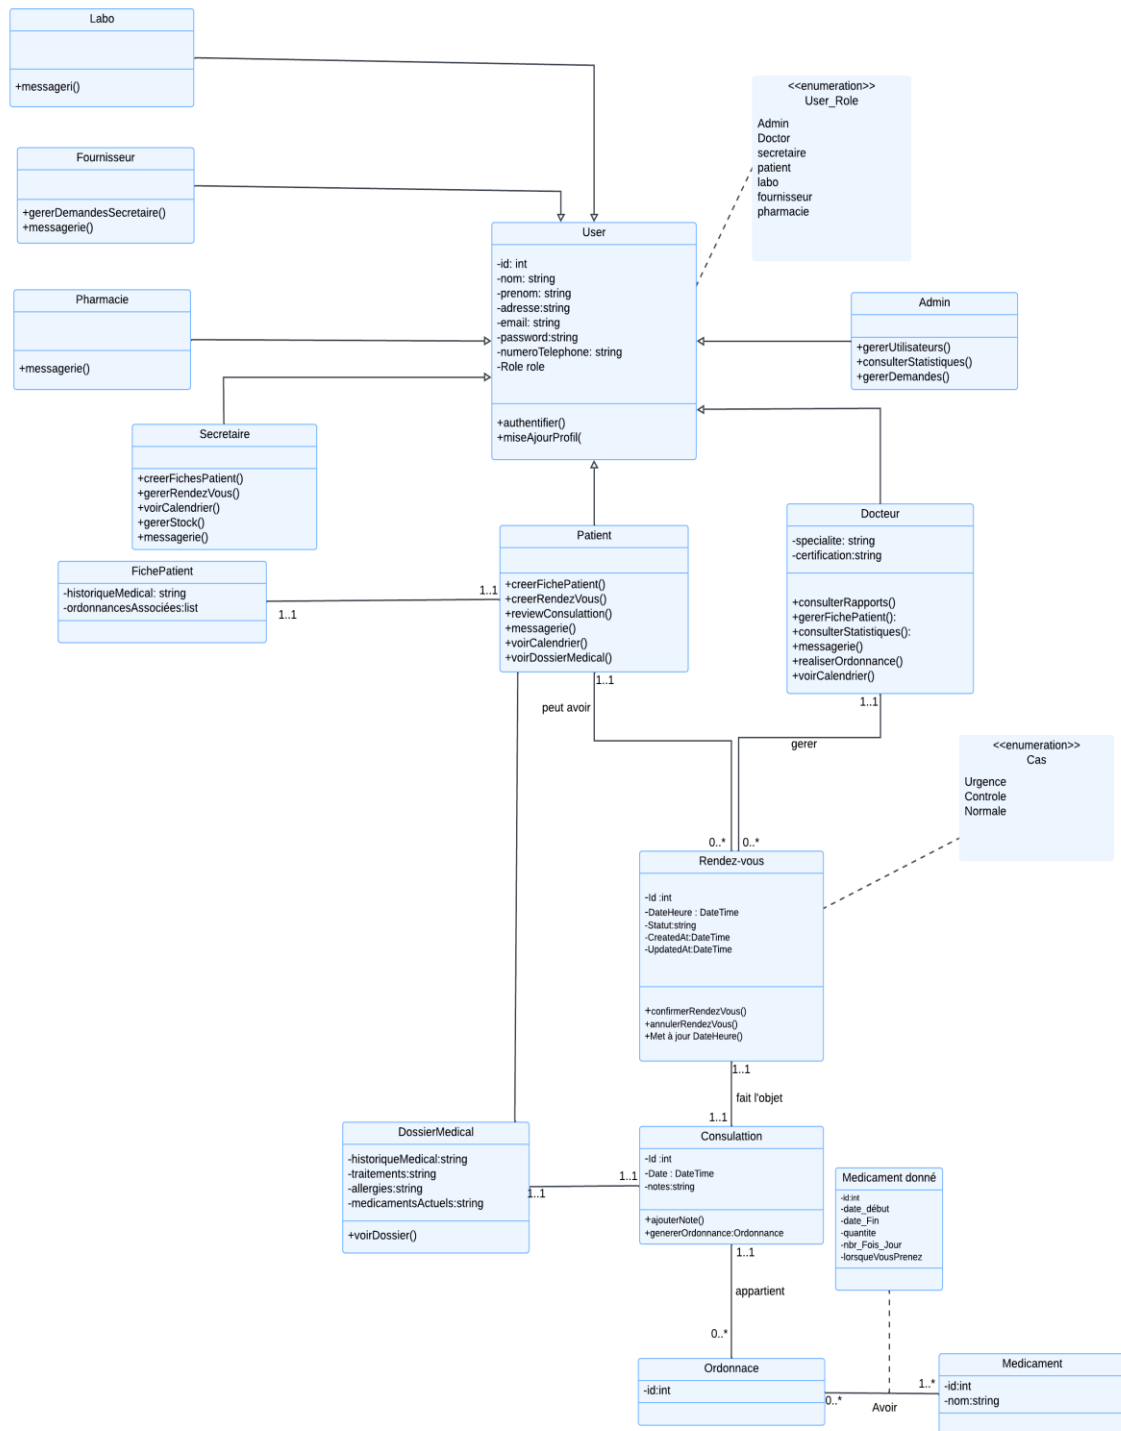 Labo
+messageri()
<<enumeration>>
User_Role
Admin
Doctor
secretaire
patient
labo
fournisseur
pharmacie
Fournisseur
+gererDemandesSecretaire()
+messagerie()
User
-id: int
-nom: string
-prenom: string
-adresse:string
-email: string
-password:string
-numeroTelephone: string
-Role role
+authentifier()
+miseAjourProfil(
Pharmacie
+messagerie()
Admin
+gererUtilisateurs()
+consulterStatistiques()
+gererDemandes()
Secretaire
+creerFichesPatient()
+gererRendezVous()
+voirCalendrier()
+gererStock()
+messagerie()
FichePatient
-historiqueMedical: string
-ordonnancesAssociées:list
1..1
1..1
Patient
+creerFichePatient()
+creerRendezVous()
+reviewConsulattion()
+messagerie()
+voirCalendrier()
+voirDossierMedical()
Docteur
-specialite: string
-certification:string
+consulterRapports()
+gererFichePatient():
+consulterStatistiques():
+messagerie()
+realiserOrdonnance()
+voirCalendrier()
1..1
peut avoir
1..1
gerer
<<enumeration>>
Cas
Urgence
Controle
Normale
0..*
0..*
Rendez-vous
-Id :int
-DateHeure : DateTime
-Statut:string
-CreatedAt:DateTime
-UpdatedAt:DateTime
+confirmerRendezVous()
+annulerRendezVous()
+Met à jour DateHeure()
1..1
fait l'objet
1..1
DossierMedical
-historiqueMedical:string
-traitements:string
-allergies:string
-medicamentsActuels:string
+voirDossier()
1..1
1..1
Consulattion
-Id :int
-Date : DateTime
-notes:string
+ajouterNote()
+genererOrdonnance:Ordonnance
1..1
appartient
0..*
Medicament donné
-id:int
-date_début
-date_Fin
-quantite
-nbr_Fois_Jour
-lorsqueVousPrenez
Ordonnace
-id:int
0..*
Avoir
1..*
Medicament
-id:int
-nom:string